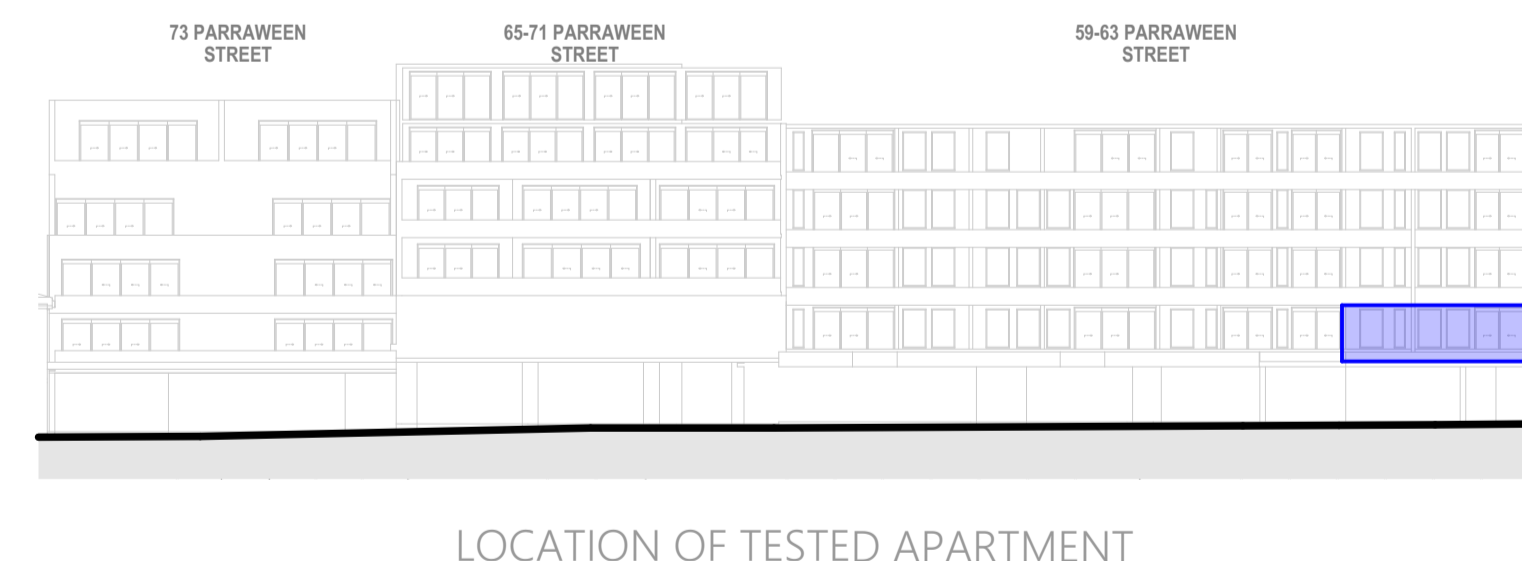 73 PARRAWEEN
STREET
65-71 PARRAWEEN
STREET
59-63 PARRAWEEN
STREET
LOCATION OF TESTED APARTMENT